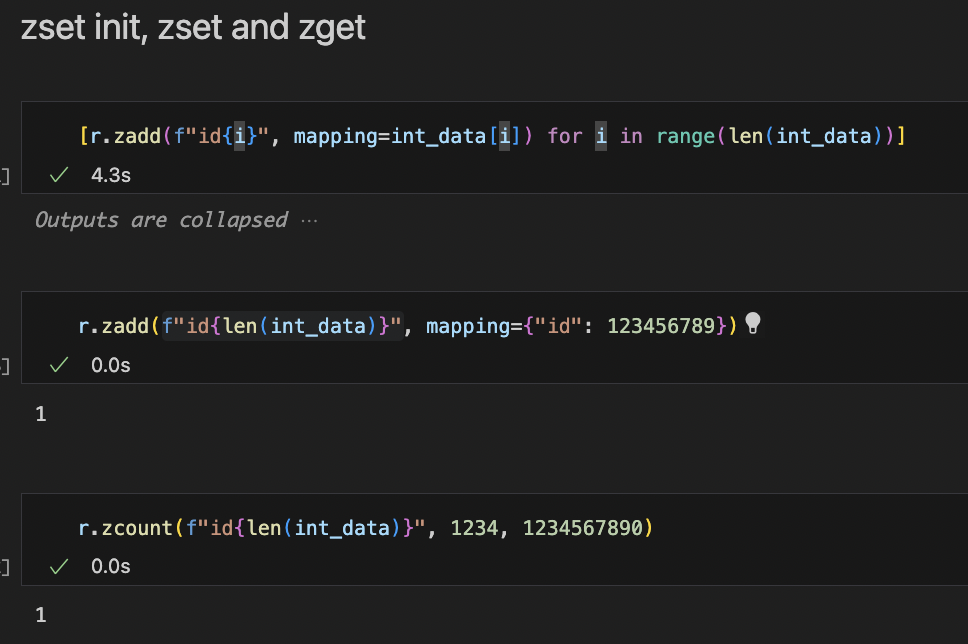 zset init, zset and zget
[r.zadd(f"id{i}", mapping=int_data[i]) for i in range(len(int_data))]
] ✓ 4.3s
Outputs are collapsed ...
r.zadd(f"id{len(int_data)}", mapping={"id": 123456789})
] ✓ 0.0s
1
r.zcount(f"id{len(int_data)}", 1234, 1234567890)
] ✓ 0.0s
1